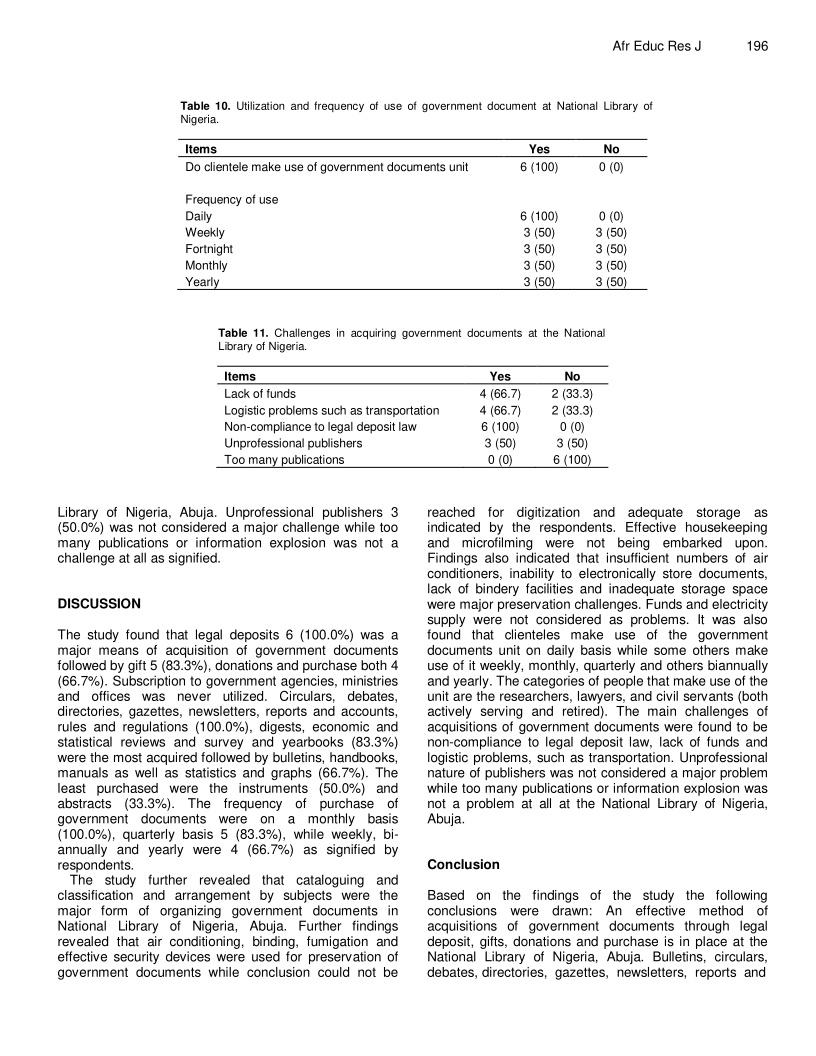 Afr Educ Res J 196
Table 10. Utilization and frequency of use of government document at National Library of
Nigeria.
Items Yes No
Do clientele make use of government documents unit 6 (100) 0 (0)
Frequency of use
Daily 6 (100) 0 (0)
Weekly 3 (50) 3 (50)
Fortnight 3 (50) 3 (50)
Monthly 3 (50) 3 (50)
Yearly 3 (50) 3 (50)
Table 11. Challenges in acquiring government documents at the National
Library of Nigeria.
Items Yes No
Lack of funds 4 (66.7) 2 (33.3)
Logistic problems such as transportation 4 (66.7) 2 (33.3)
Non-compliance to legal deposit law 6 (100) 0 (0)
Unprofessional publishers 3 (50) 3 (50)
Too many publications 0 (0) 6 (100)
Library of Nigeria, Abuja. Unprofessional publishers 3
(50.0%) was not considered a major challenge while too
many publications or information explosion was not a
challenge at all as signified.
DISCUSSION
The study found that legal deposits 6 (100.0%) was a
major means of acquisition of government documents
followed by gift 5 (83.3%), donations and purchase both 4
(66.7%). Subscription to government agencies, ministries
and offices was never utilized. Circulars, debates,
directories, gazettes, newsletters, reports and accounts,
rules and regulations (100.0%), digests, economic and
statistical reviews and survey and yearbooks (83.3%)
were the most acquired followed by bulletins, handbooks,
manuals as well as statistics and graphs (66.7%). The
least purchased were the instruments (50.0%) and
abstracts (33.3%). The frequency of purchase of
government documents were on a monthly basis
(100.0%), quarterly basis 5 (83.3%), while weekly, bi-
annually and yearly were 4 (66.7%) as signified by
respondents.
The study further revealed that cataloguing and
classification and arrangement by subjects were the
major form of organizing government documents in
National Library of Nigeria, Abuja. Further findings
revealed that air conditioning, binding, fumigation and
effective security devices were used for preservation of
government documents while conclusion could not be
reached for digitization and adequate storage as
indicated by the respondents. Effective housekeeping
and microfilming were not being embarked upon.
Findings also indicated that insufficient numbers of air
conditioners, inability to electronically store documents,
lack of bindery facilities and inadequate storage space
were major preservation challenges. Funds and electricity
supply were not considered as problems. It was also
found that clienteles make use of the government
documents unit on daily basis while some others make
use of it weekly, monthly, quarterly and others biannually
and yearly. The categories of people that make use of the
unit are the researchers, lawyers, and civil servants (both
actively serving and retired). The main challenges of
acquisitions of government documents were found to be
non-compliance to legal deposit law, lack of funds and
logistic problems, such as transportation. Unprofessional
nature of publishers was not considered a major problem
while too many publications or information explosion was
not a problem at all at the National Library of Nigeria,
Abuja.
Conclusion
Based on the findings of the study the following
conclusions were drawn: An effective method of
acquisitions of government documents through legal
deposit, gifts, donations and purchase is in place at the
National Library of Nigeria, Abuja. Bulletins, circulars,
debates, directories, gazettes, newsletters, reports and